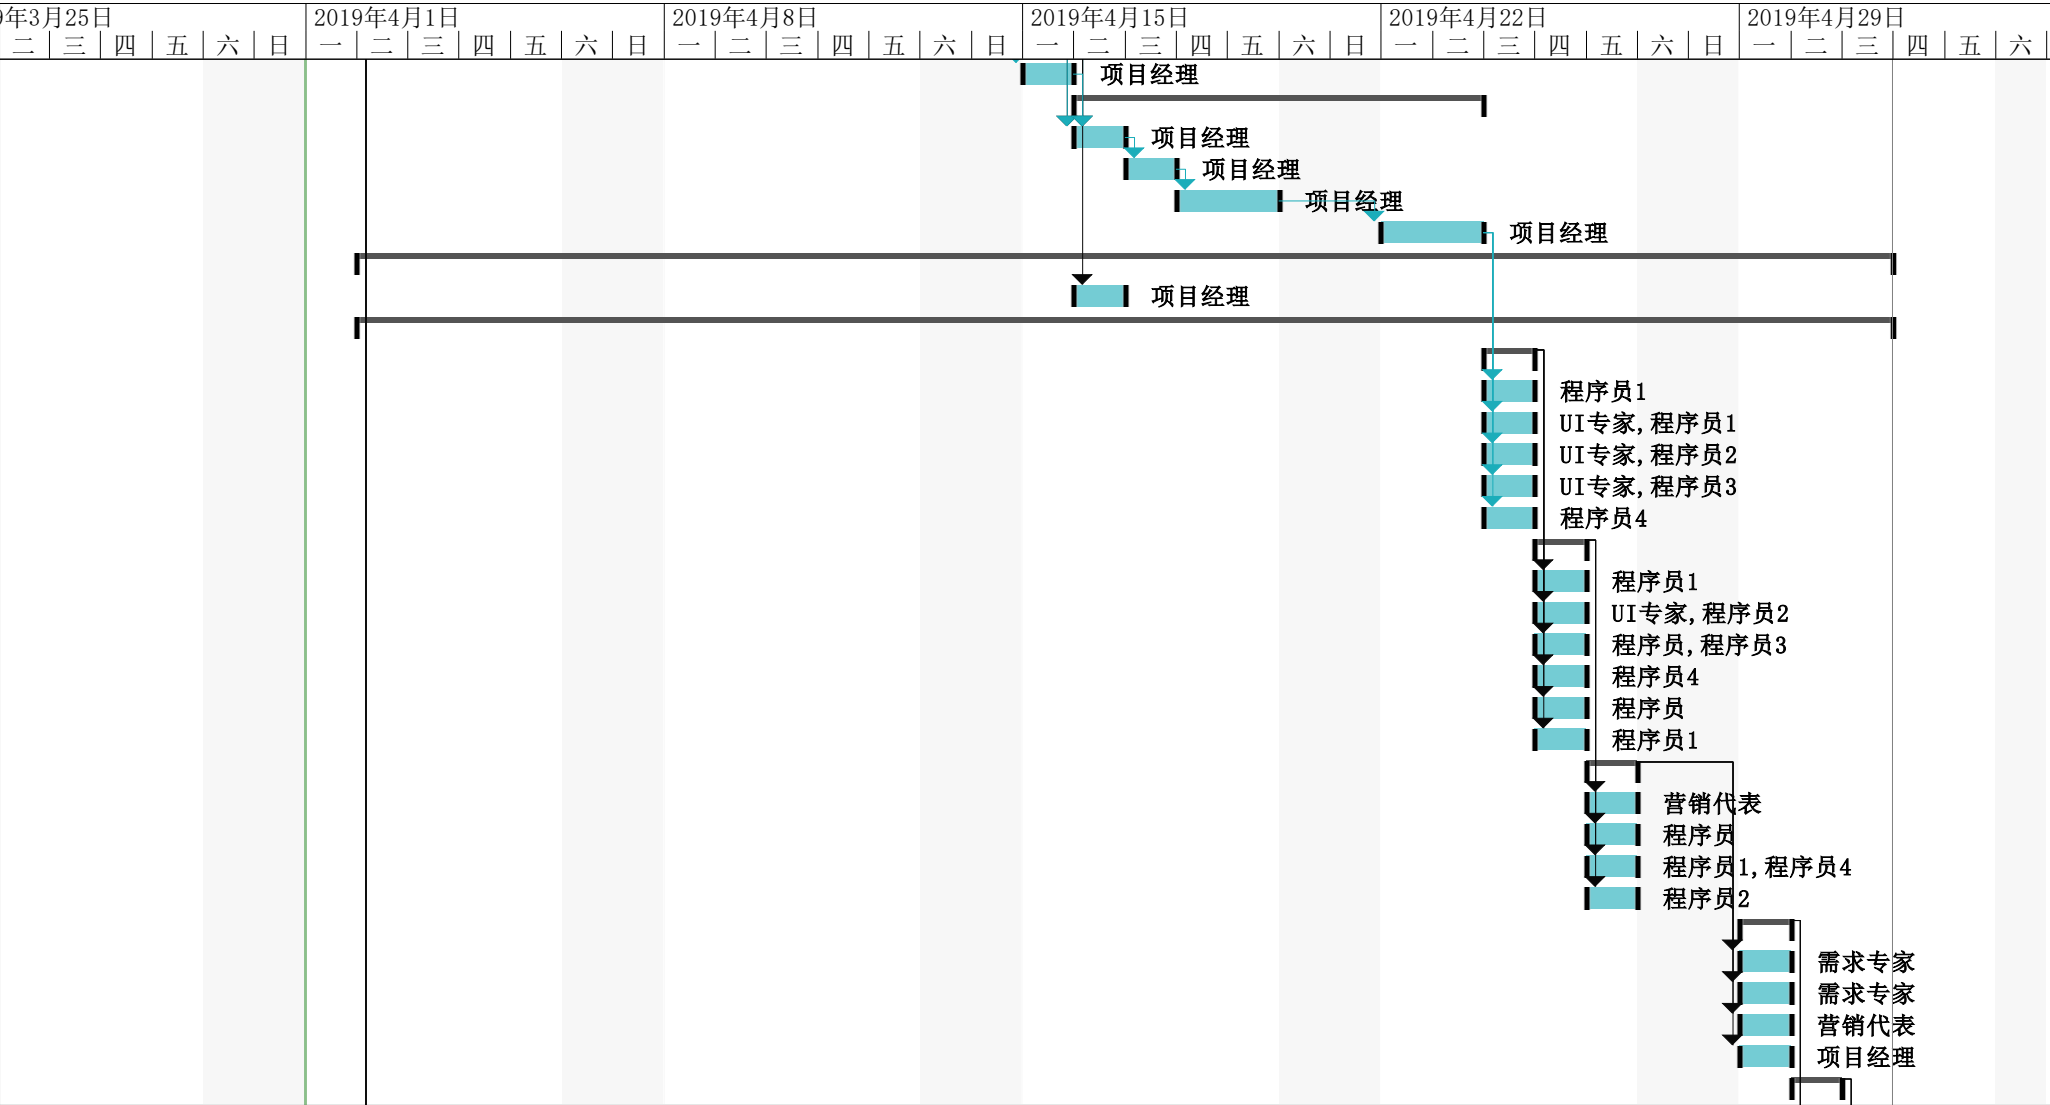 9年3月25日 2019年4月1日 2019年4月8日 2019年4月15日 2019年4月22日 2019年4月29日
二 三 四 五 六 日 一 二 三 四 五 六 日 一 二 三 四 五 六 日 一 二 三 四 五 六 日 一 二 三 四 五 六 日 一 二 三 四 五 六
项目经理
项目经理
项目经理
项目经理
项目经理
项目经理
程序员1
UI专家,程序员1
UI专家,程序员2
UI专家,程序员3
程序员4
程序员1
UI专家,程序员2
程序员,程序员3
程序员4
程序员
程序员1
营销代表
程序员
程序员1,程序员4
程序员2
需求专家
需求专家
营销代表
项目经理